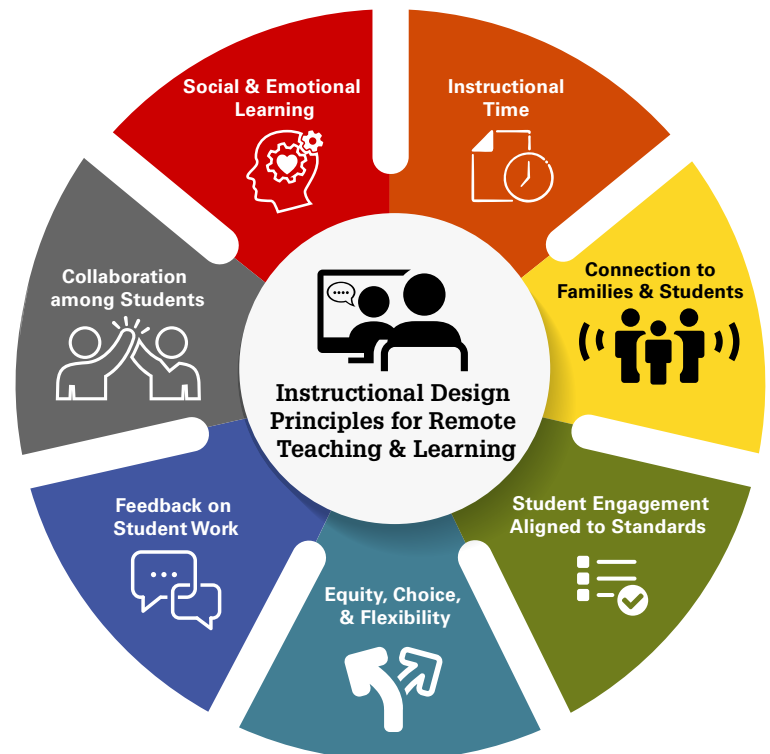 Social & Emotional
Learning
Instructional
Time
Connection to
Families & Students
Student Engagement
Aligned to Standards
Equity, Choice,
& Flexibility
Feedback on
Student Work
Collaboration
among Students
Instructional Design
Principles for Remote
Teaching & Learning